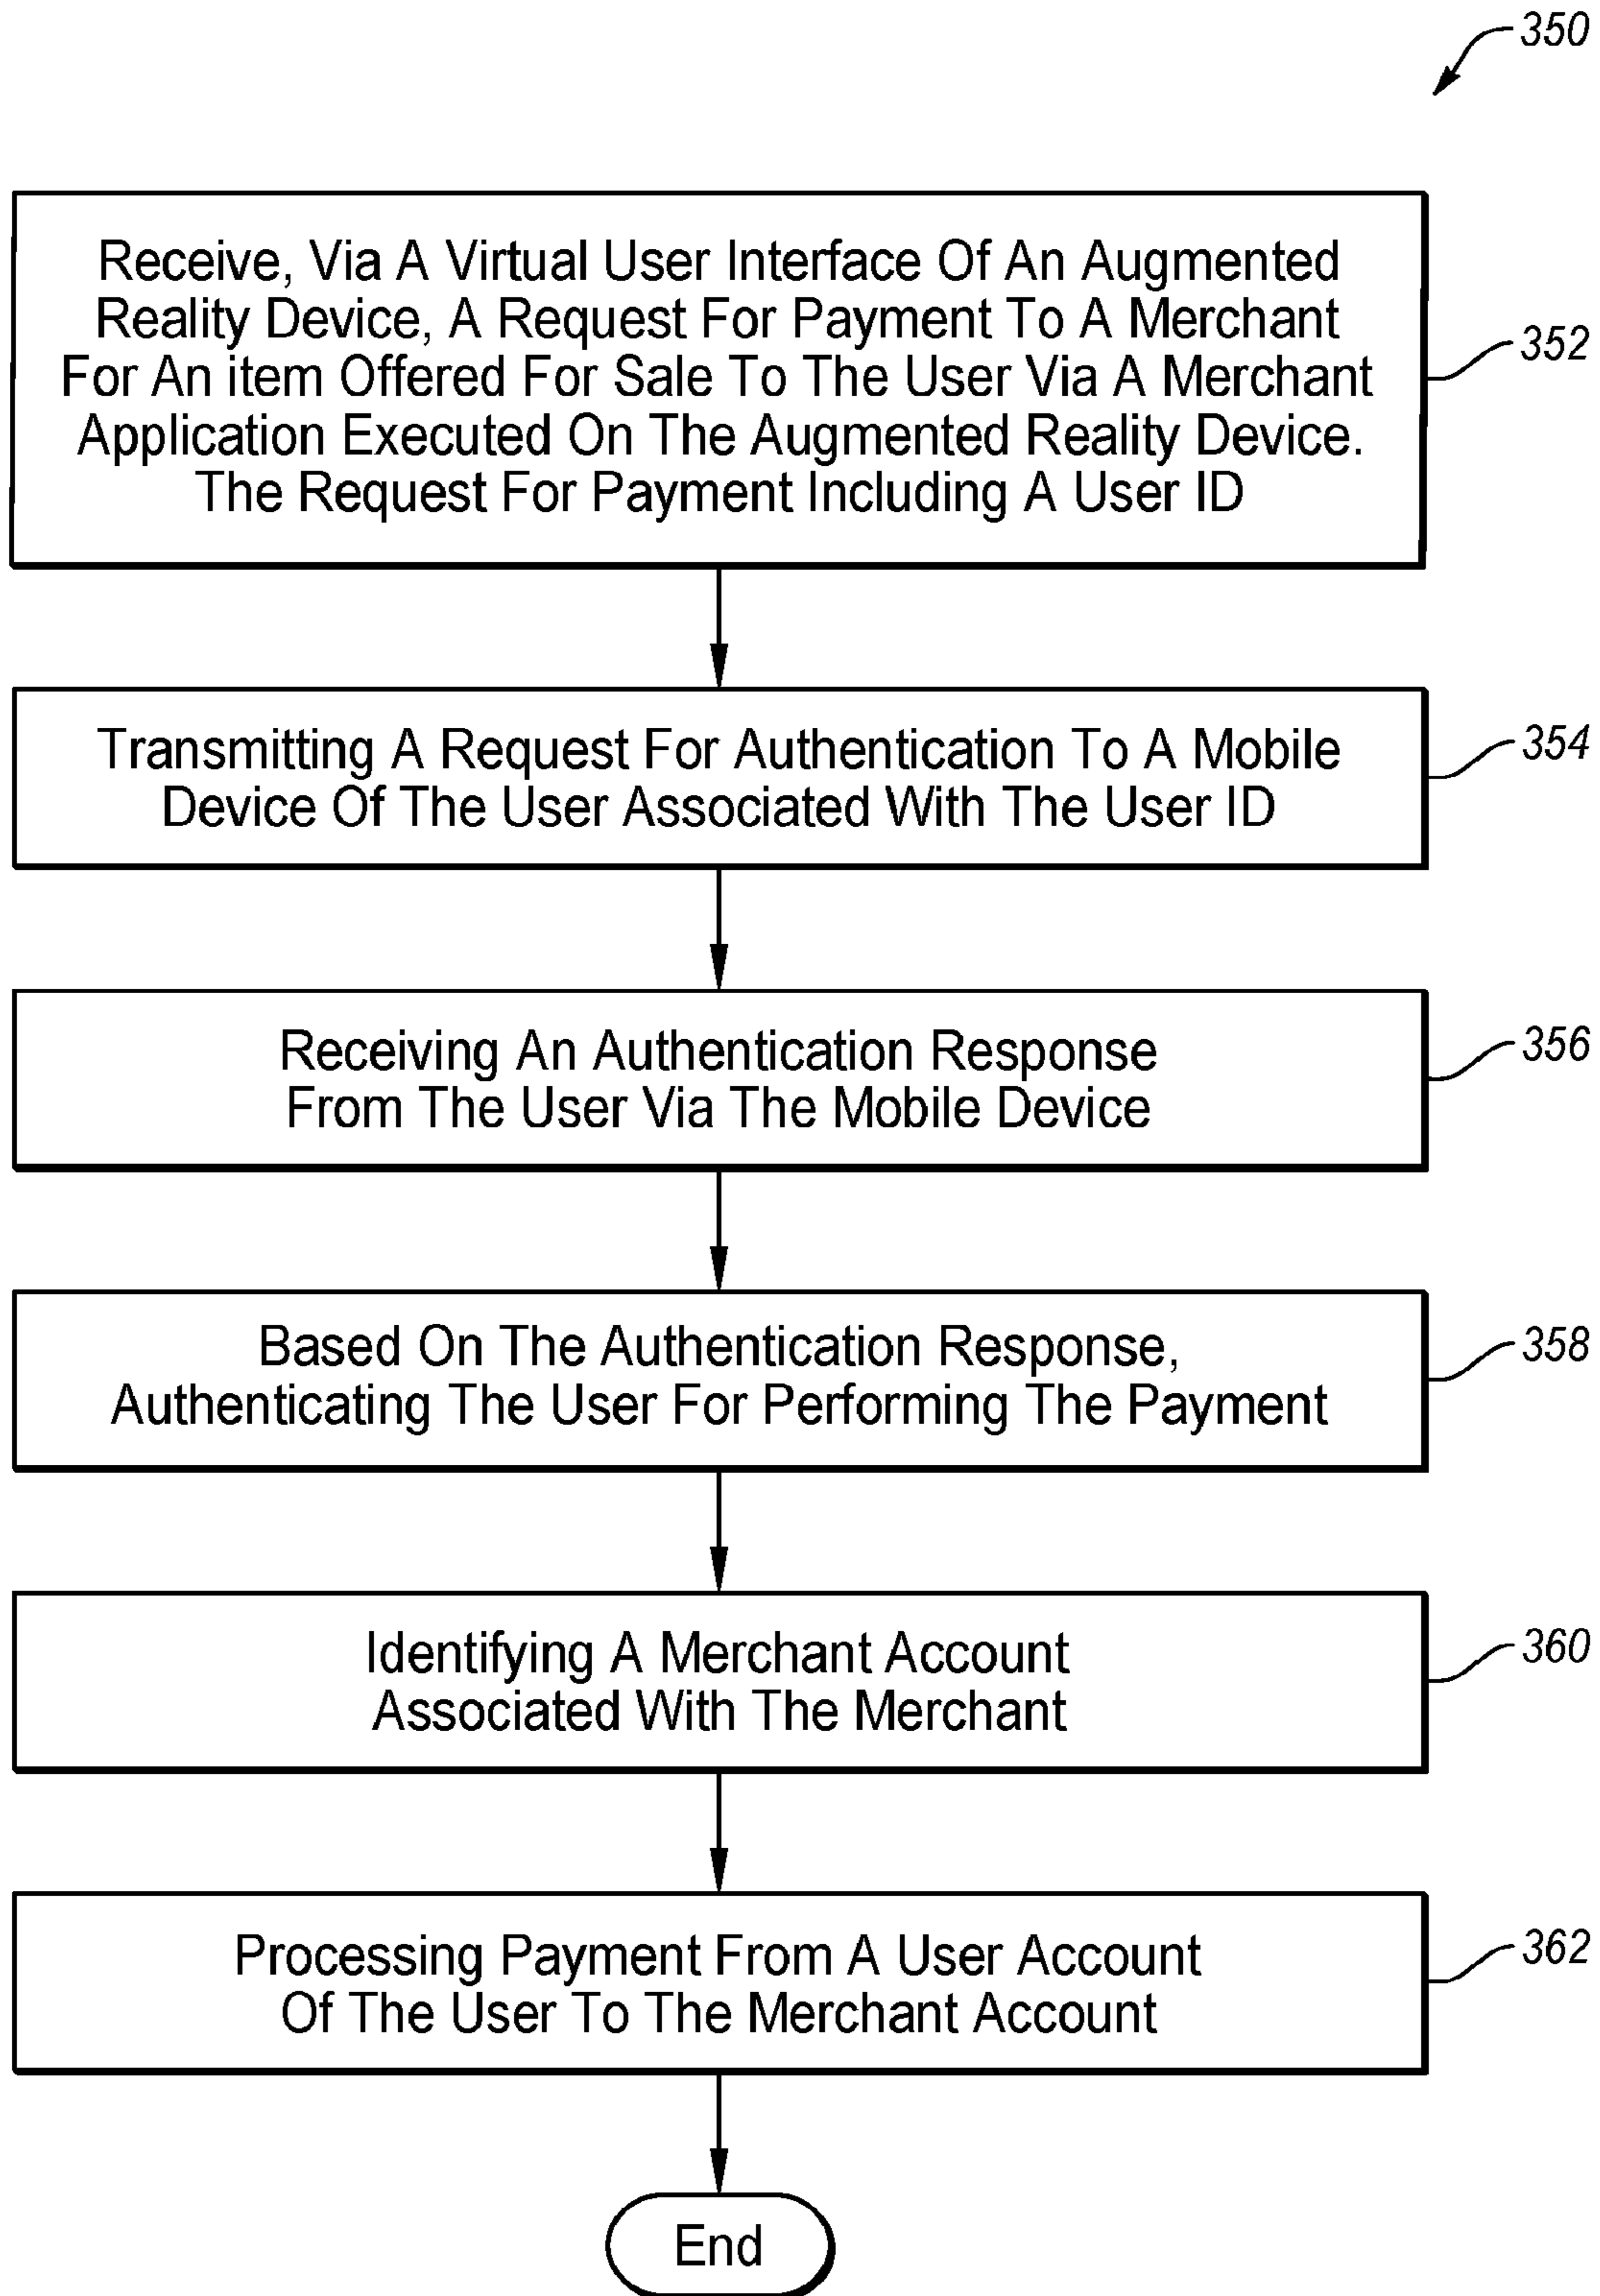 350
Receive, Via A Virtual User Interface Of An Augmented
Reality Device, A Request For Payment To A Merchant
For An item Offered For Sale To The User Via A Merchant
Application Executed On The Augmented Reality Device.
The Request For Payment Including A User ID
352
Transmitting A Request For Authentication To A Mobile
Device Of The User Associated With The User ID
354
Receiving An Authentication Response
From The User Via The Mobile Device
356
Based On The Authentication Response,
Authenticating The User For Performing The Payment
358
Identifying A Merchant Account
Associated With The Merchant
360
Processing Payment From A User Account
Of The User To The Merchant Account
362
End